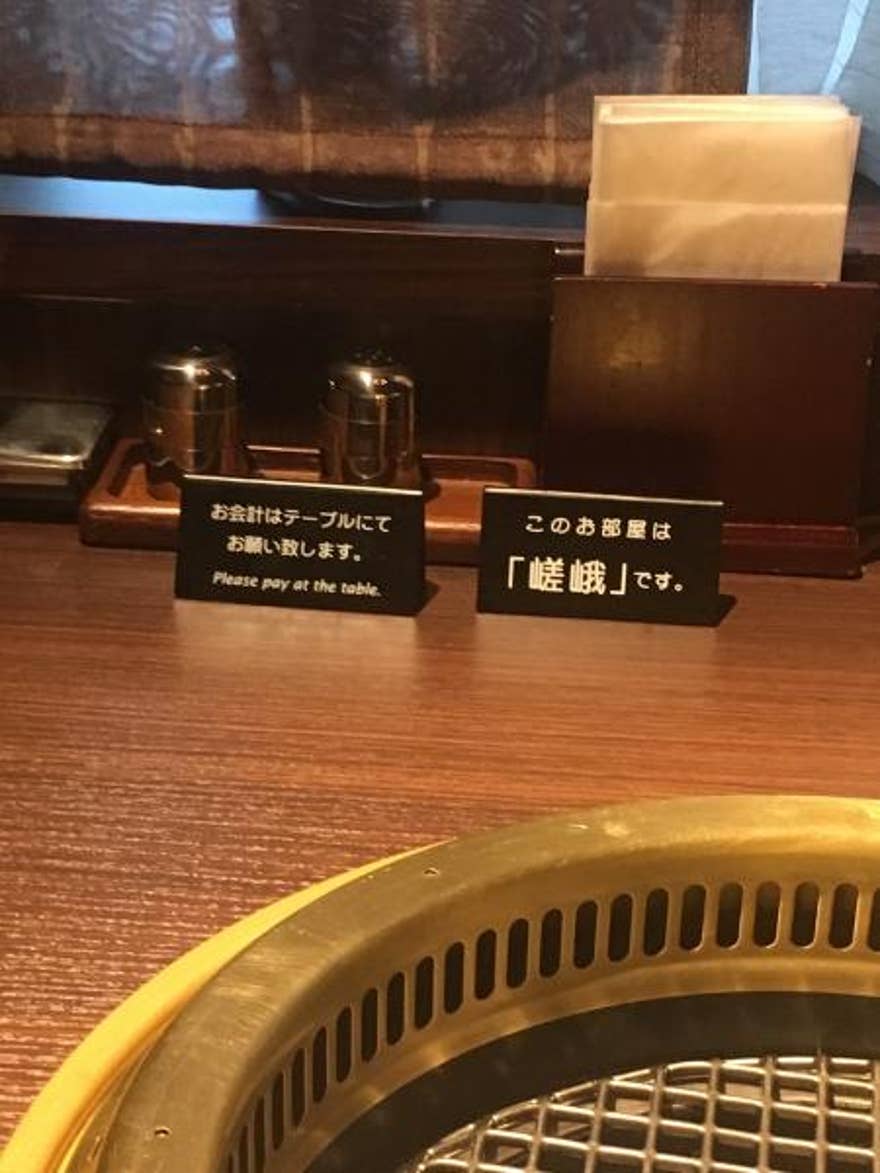 お会計はテーブルにて
お願い致します。
Please pay at the table.
このお部屋は
「嵯峨」です。